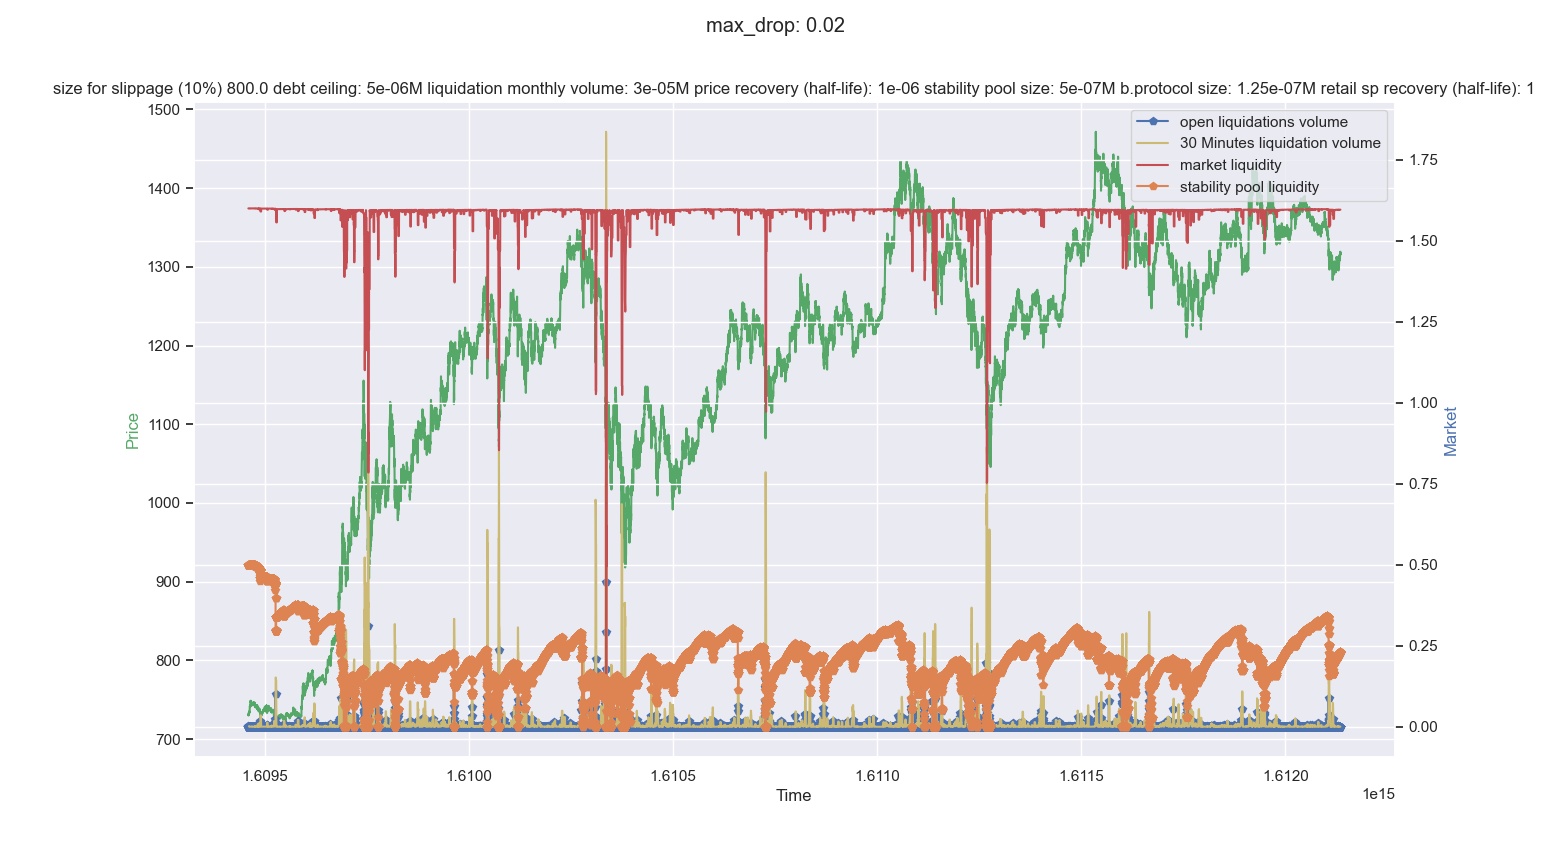 max_drop: 0.02
size for slippage (10%) 800.0 debt ceiling: 5e-06M liquidation monthly volume: 3e-05M price recovery (half-life): 1e-06 stability pool size: 5e-07M b.protocol size: 1.25e-07M retail sp recovery (half-life): 1
open liquidations volume
30 Minutes liquidation volume
market liquidity
stability pool liquidity
1500
1400
1300
1200
1100
1000
900
800
700
Price
1.75
1.50
1.25
1.00
0.75
0.50
0.25
0.00
Market
1.6095 1.6100 1.6105 1.6110 1.6115 1.6120
1e15
Time